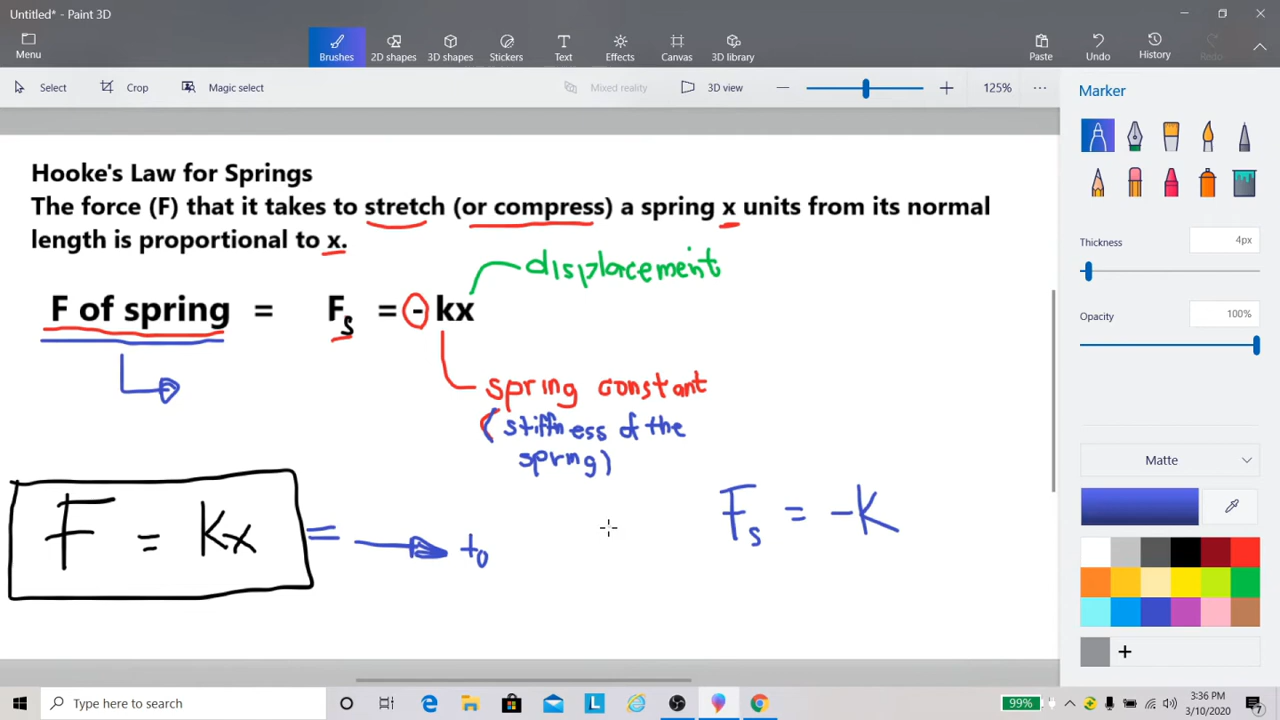 Untitled* - Paint 3D
Menu
Brushes
2D shapes
3D shapes
Stickers
Text
Effects
Canvas
3D library
Paste
Undo
History
Redo
Select
Crop
Magic select
Mixed reality
3D view
125%
Marker
Hooke's Law for Springs
The force (F) that it takes to stretch (or compress) a spring x units from its normal
length is proportional to x.
displacement
F of spring = Fs = - kx
spring constant
(stiffness of the
spring)
F = kx = to
Fs = -K
Thickness
4px
Opacity
100%
Matte
Type here to search
99%
3:36 PM
3/10/2020
7